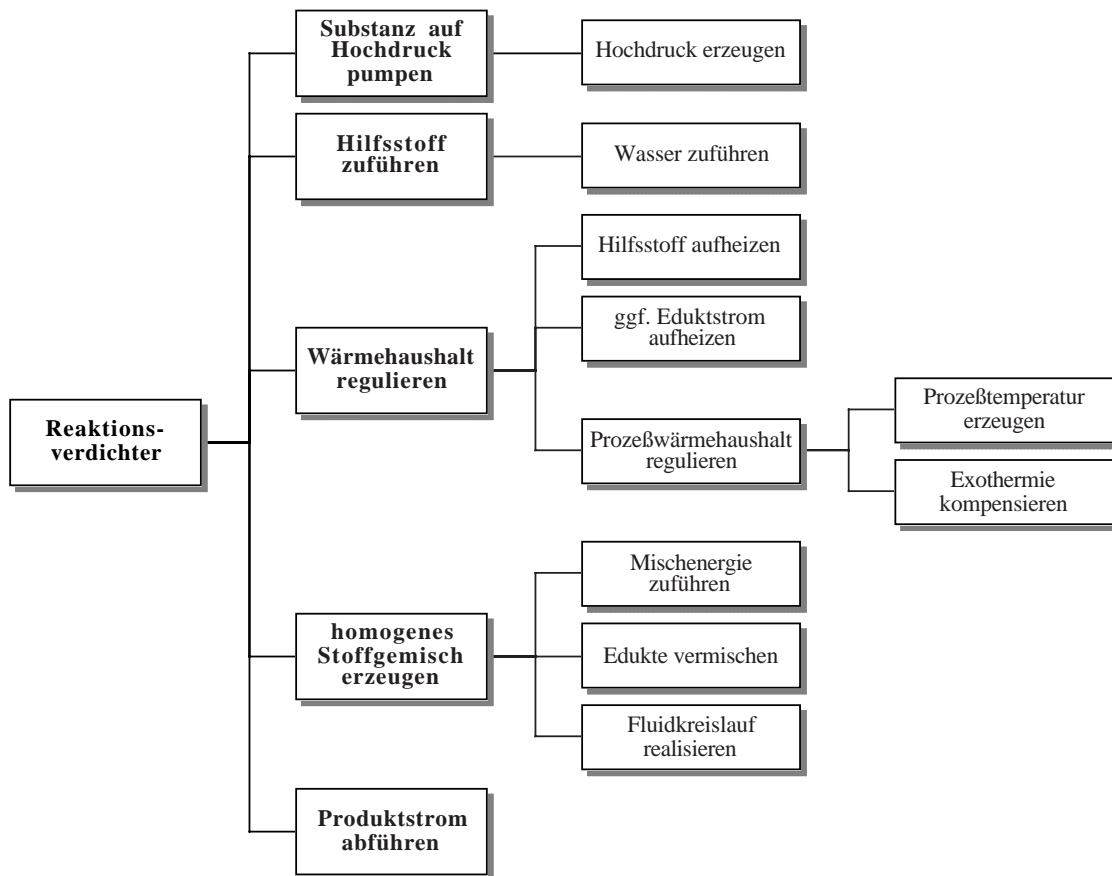 Substanz auf
Hochdruck
pumpen
Hochdruck erzeugen
Hilfsstoff
zuführen
Wasser zuführen
Hilfsstoff aufheizen
ggf. Eduktstrom
aufheizen
Wärmehaushalt
regulieren
Prozeßwärmehaushalt
regulieren
Prozeßtemperatur
erzeugen
Exothermie
kompensieren
Reaktions-
verdichter
Mischenergie
zuführen
homogenes
Stoffgemisch
erzeugen
Edukte vermischen
Fluidkreislauf
realisieren
Produktstrom
abführen